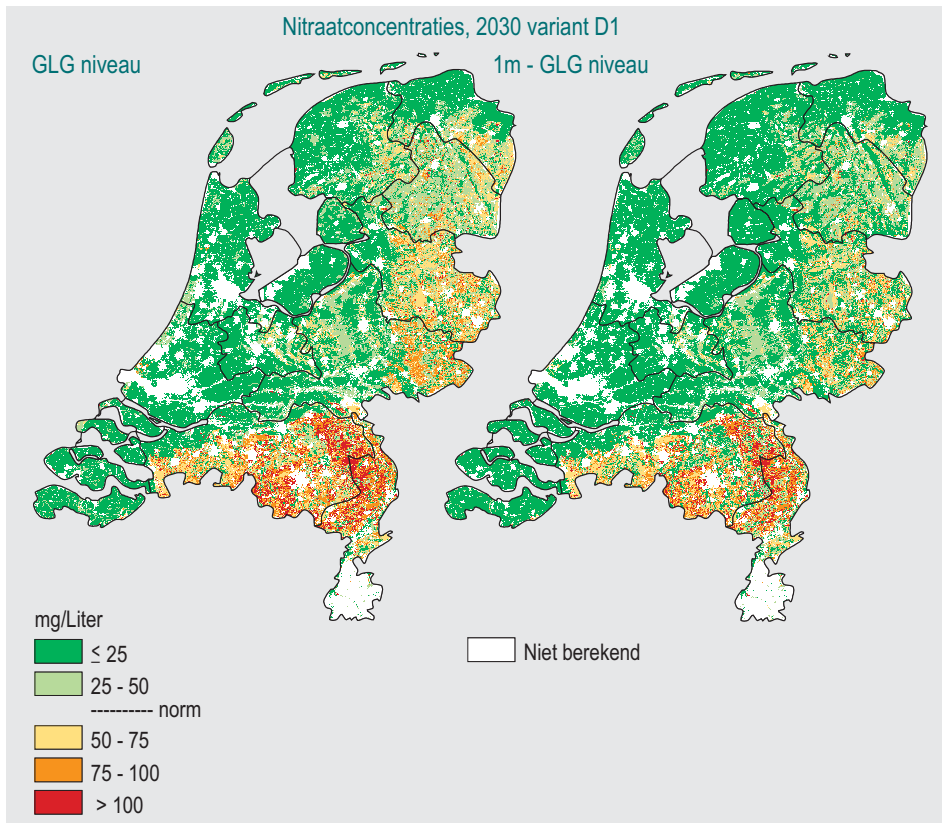 Nitraatconcentraties, 2030 variant D1
GLG niveau
1m - GLG niveau
mg/Liter
≤ 25
25 - 50
---------- norm
50 - 75
75 - 100
> 100
Niet berekend